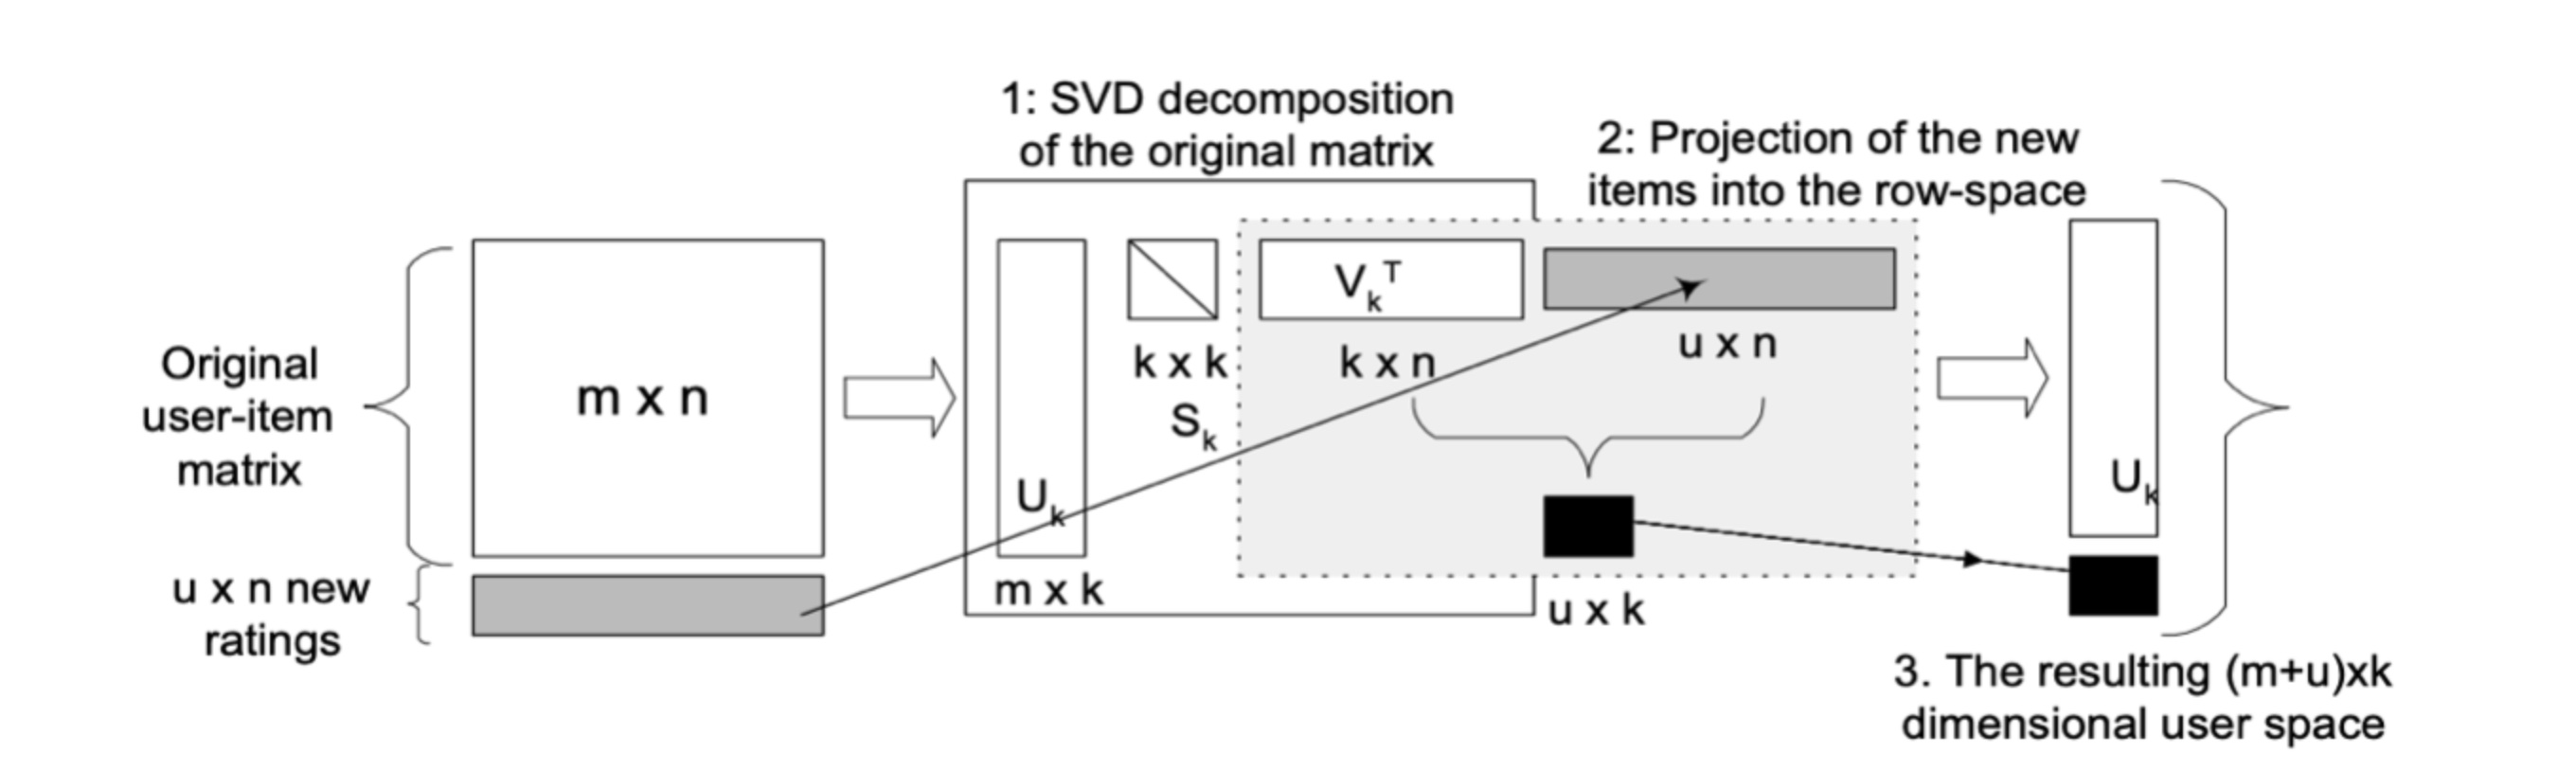 1: SVD decomposition
of the original matrix
2: Projection of the new
items into the row-space
Original
user-item
matrix
m x n
u x n new
ratings
U_k
m x k
k x k
S_k
V_k^T
k x n
u x n
u x k
U_k
3. The resulting (m+u)xk
dimensional user space